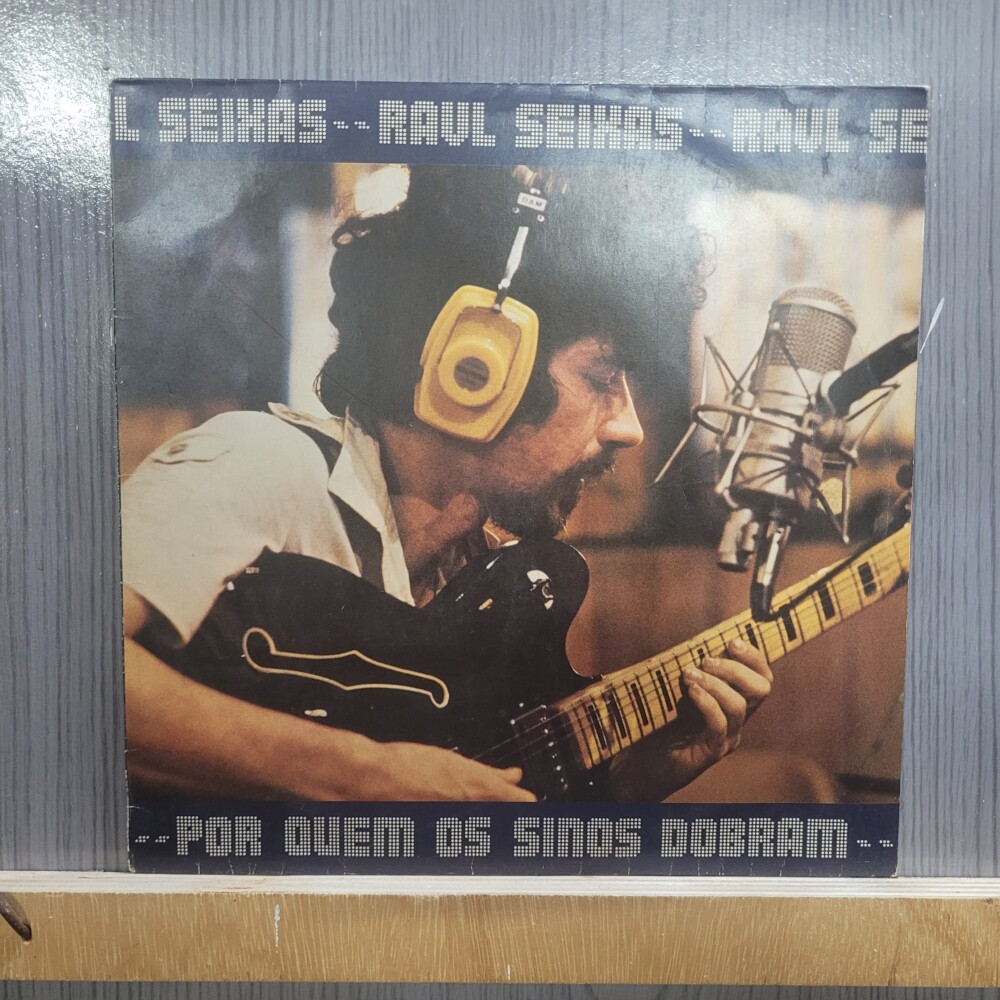 L SEIXAS--RAUL SEIXAS--RAUL SE
--POR QUEM OS SINOS DOBRAM--